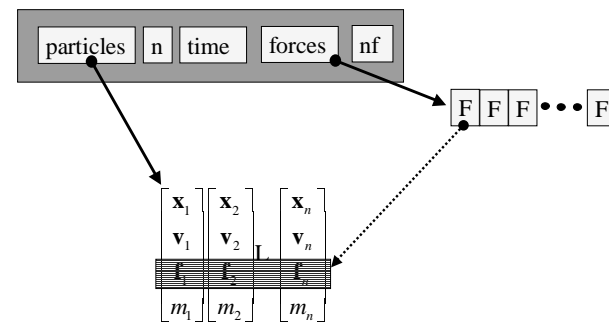 particles n time forces nf
F F F ••• F
x₁ x₂ xₙ
v₁ v₂ L vₙ
f₁ f₂ fₙ
m₁ m₂ mₙ